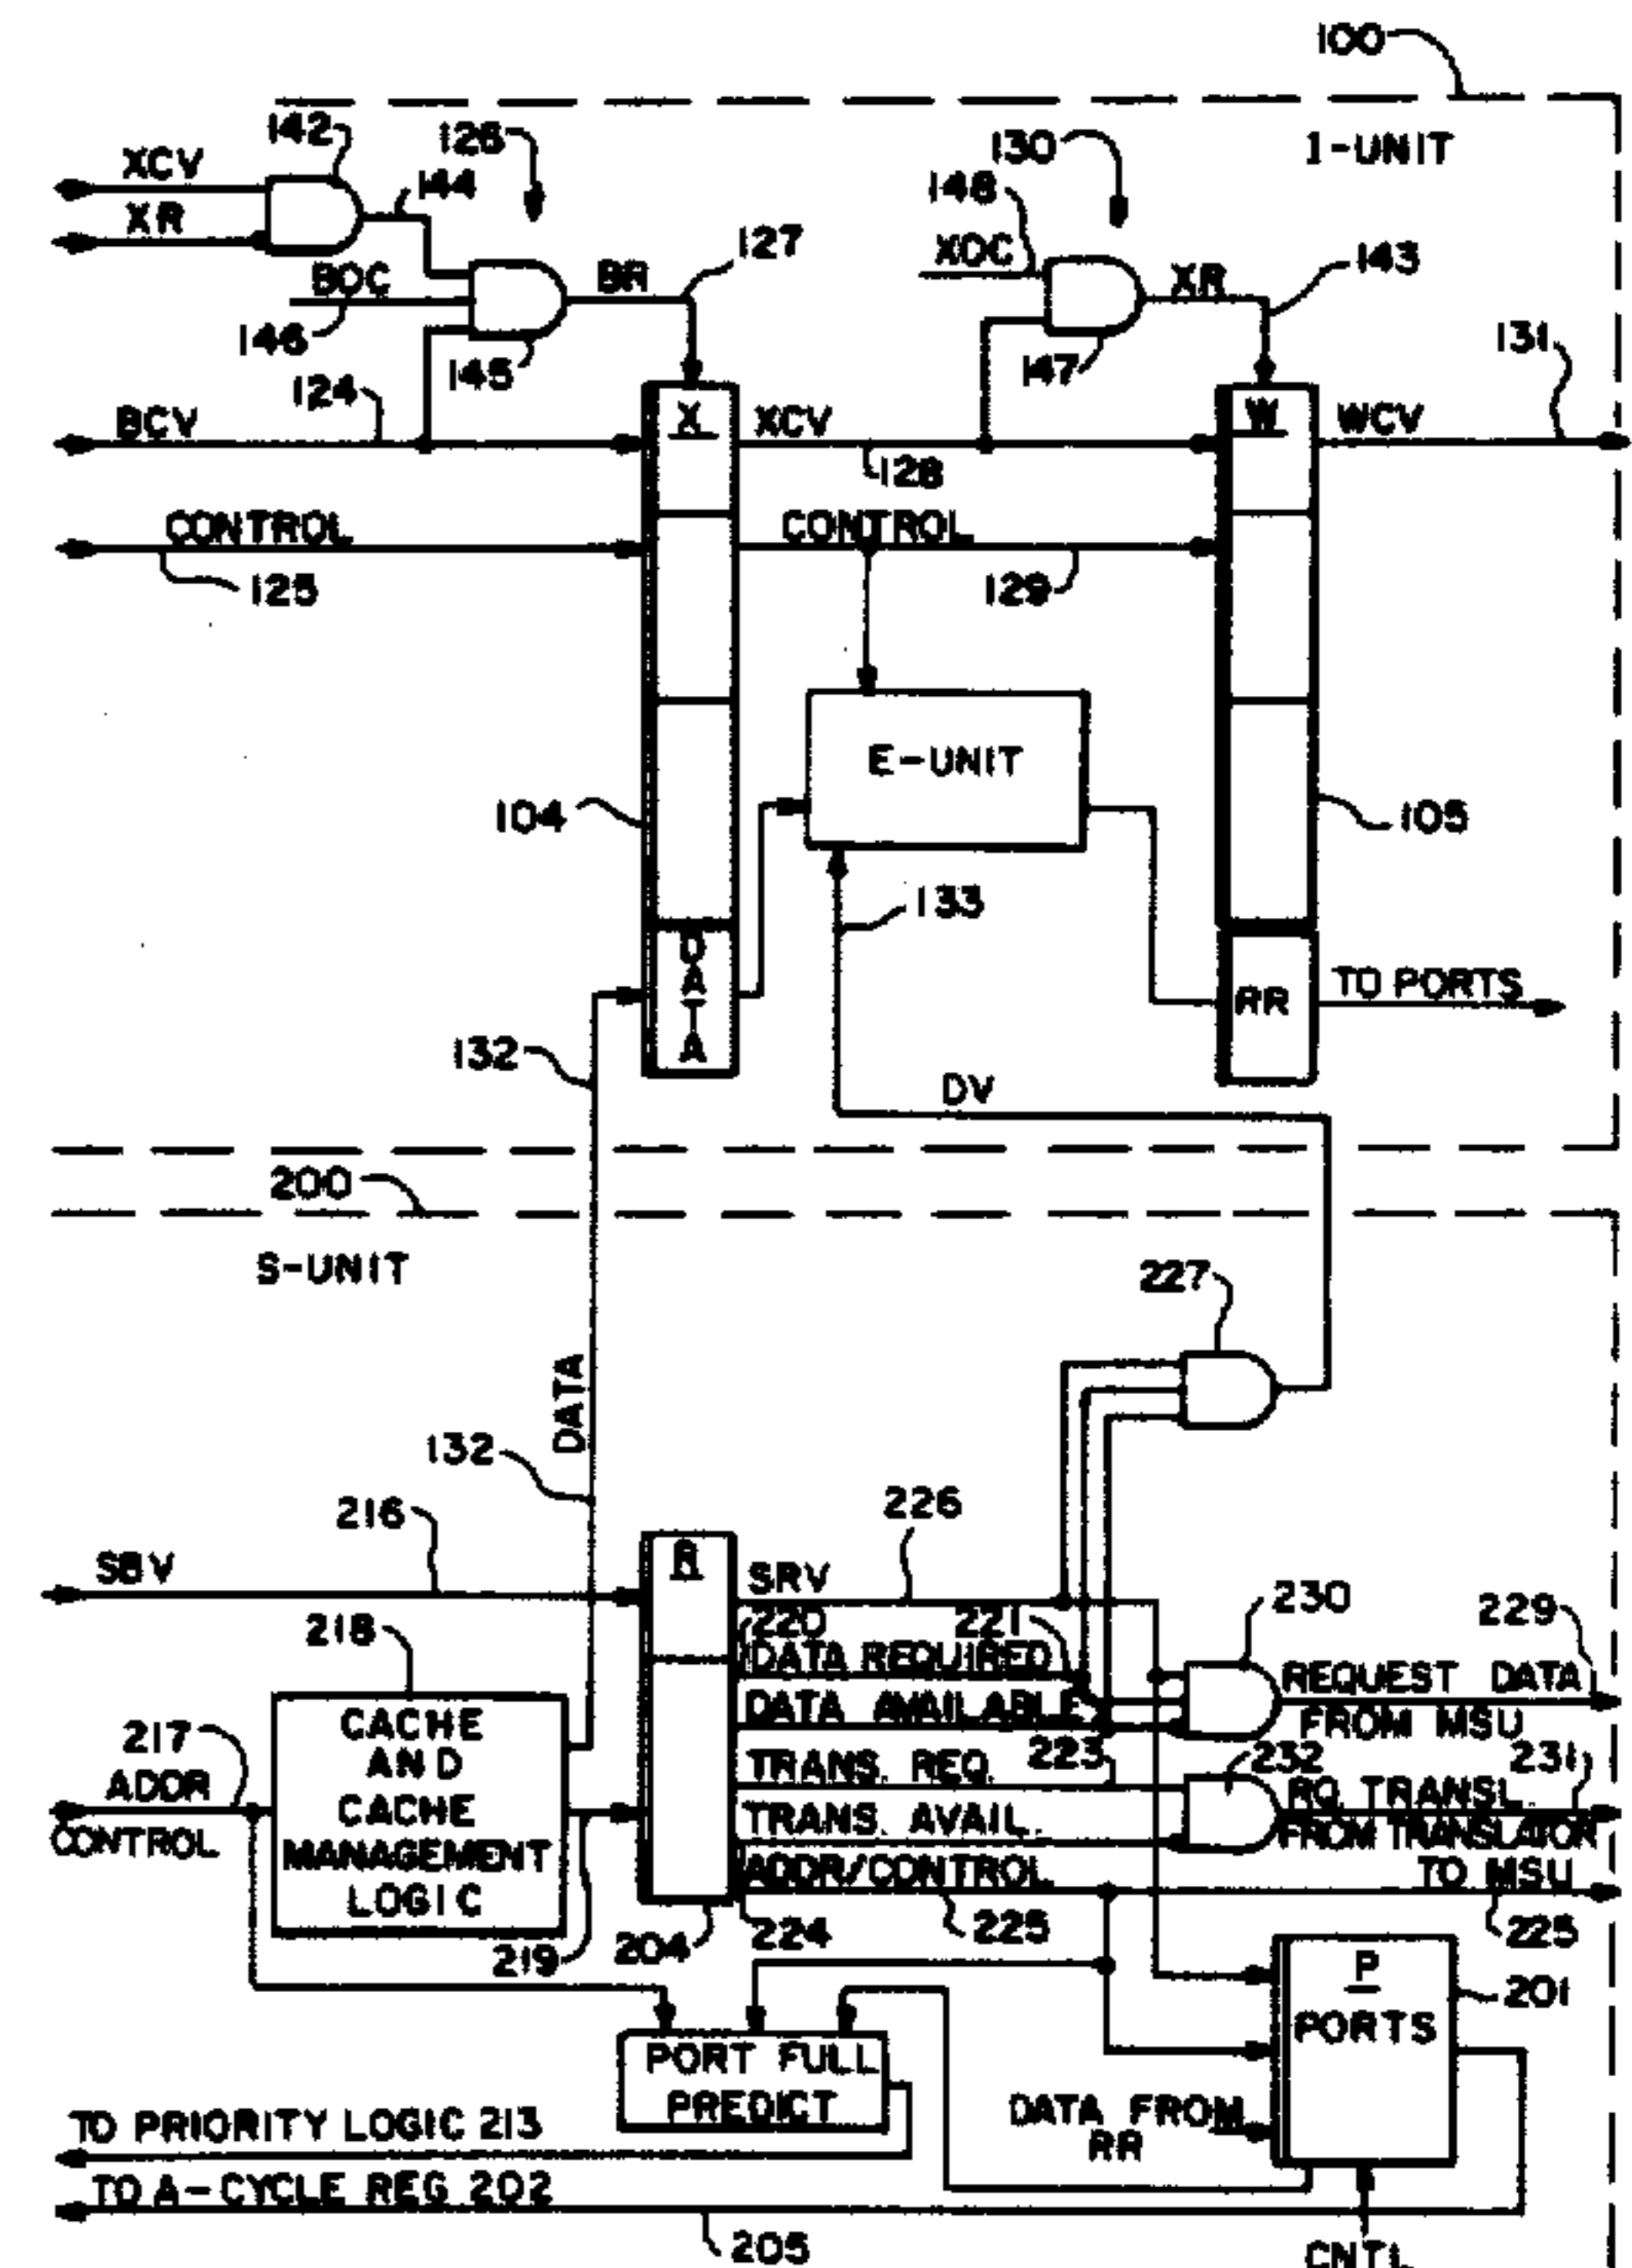 100
I-UNIT
142
126
130
XCV
144
148
XR
127
XOC
143
BOC
BR
XR
146
145
147
131
124
BCV
X
XCV
W
WCV
128
CONTROL
CONTROL
125
129
E-UNIT
104
105
133
DATA
RR
TO PORTS
132
DV
200
S-UNIT
227
DATA
132
216
226
SBV
R
SRV
230
229
218
220
221
DATA REQUIRED
REQUEST DATA
217
CACHE
AND
CACHE
MANAGEMENT
LOGIC
DATA AVAILABLE
FROM MSU
ADDR
TRANS. REQ.
223
232
231
RQ TRANSL.
CONTROL
TRANS. AVAIL.
FROM TRANSLATOR
ADDR/CONTROL
TO MSU
219
204
224
225
225
P
PORTS
201
PORT FULL
PREDICT
DATA FROM
RR
TO PRIORITY LOGIC 213
TO A-CYCLE REG 202
205
CNTL